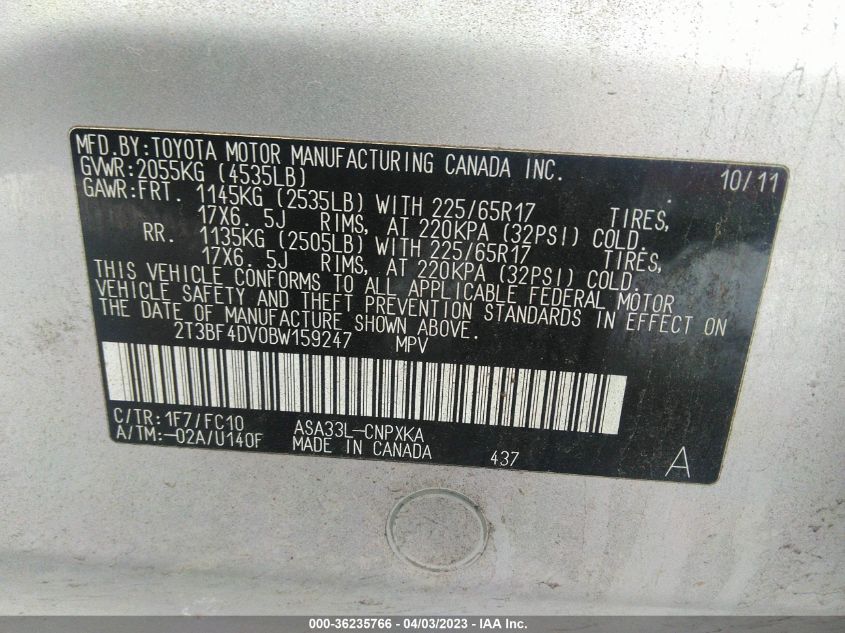 MFD.BY:TOYOTA MOTOR MANUFACTURING CANADA INC.
GVWR:2055KG (4535LB) 10/11
GAWR:FRT. 1145KG (2535LB) WITH 225/65R17 TIRES,
17X6.5J RIMS, AT 220KPA (32PSI) COLD.
RR. 1135KG (2505LB) WITH 225/65R17 TIRES,
17X6.5J RIMS, AT 220KPA (32PSI) COLD.
THIS VEHICLE CONFORMS TO ALL APPLICABLE FEDERAL MOTOR
VEHICLE SAFETY AND THEFT PREVENTION STANDARDS IN EFFECT ON
THE DATE OF MANUFACTURE SHOWN ABOVE.
2T3BF4DV0BW159247 MPV
C/TR:1F7/FC10 ASA33L-CNPXKA
A/TM:-02A/U140F MADE IN CANADA 437 A
000-36235766 - 04/03/2023 - IAA Inc.